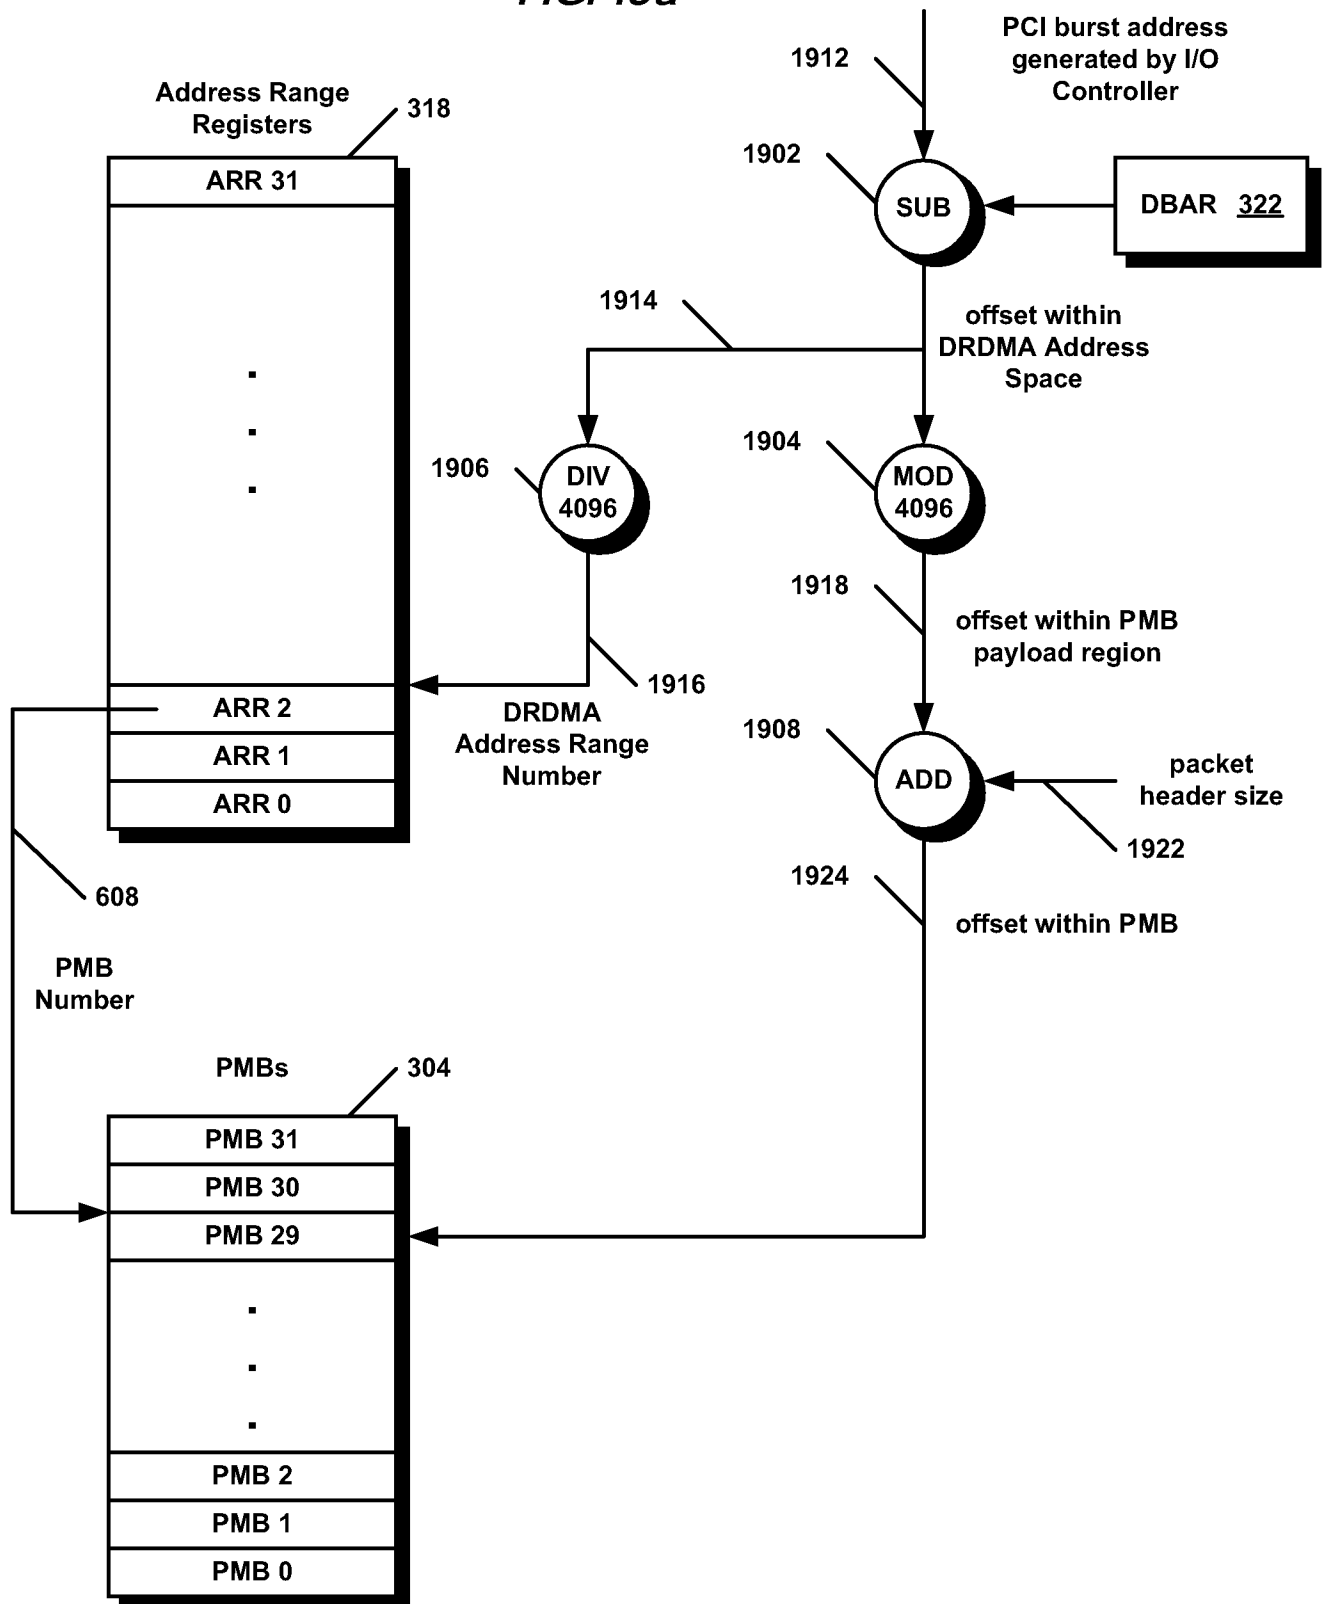 PCI burst address
generated by I/O
Controller
1912
Address Range
Registers
318
1902
ARR 31
SUB
DBAR 322
1914
offset within
DRDMA Address
Space
1906
DIV
4096
1904
MOD
4096
1918
offset within PMB
payload region
1916
ARR 2
ARR 1
ARR 0
DRDMA
Address Range
Number
1908
ADD
packet
header size
1922
608
1924
offset within PMB
PMB
Number
PMBs
304
PMB 31
PMB 30
PMB 29
PMB 2
PMB 1
PMB 0